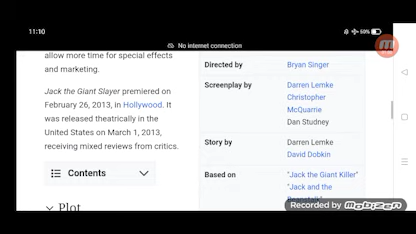 11:10
59%
No internet connection
allow more time for special effects
and marketing.
Jack the Giant Slayer premiered on
February 26, 2013, in Hollywood. It
was released theatrically in the
United States on March 1, 2013,
receiving mixed reviews from critics.
Contents
Plot
Directed by Bryan Singer
Screenplay by Darren Lemke
Christopher
McQuarrie
Dan Studney
Story by Darren Lemke
David Dobkin
Based on "Jack the Giant Killer"
"Jack and the
Recorded by Mobizen